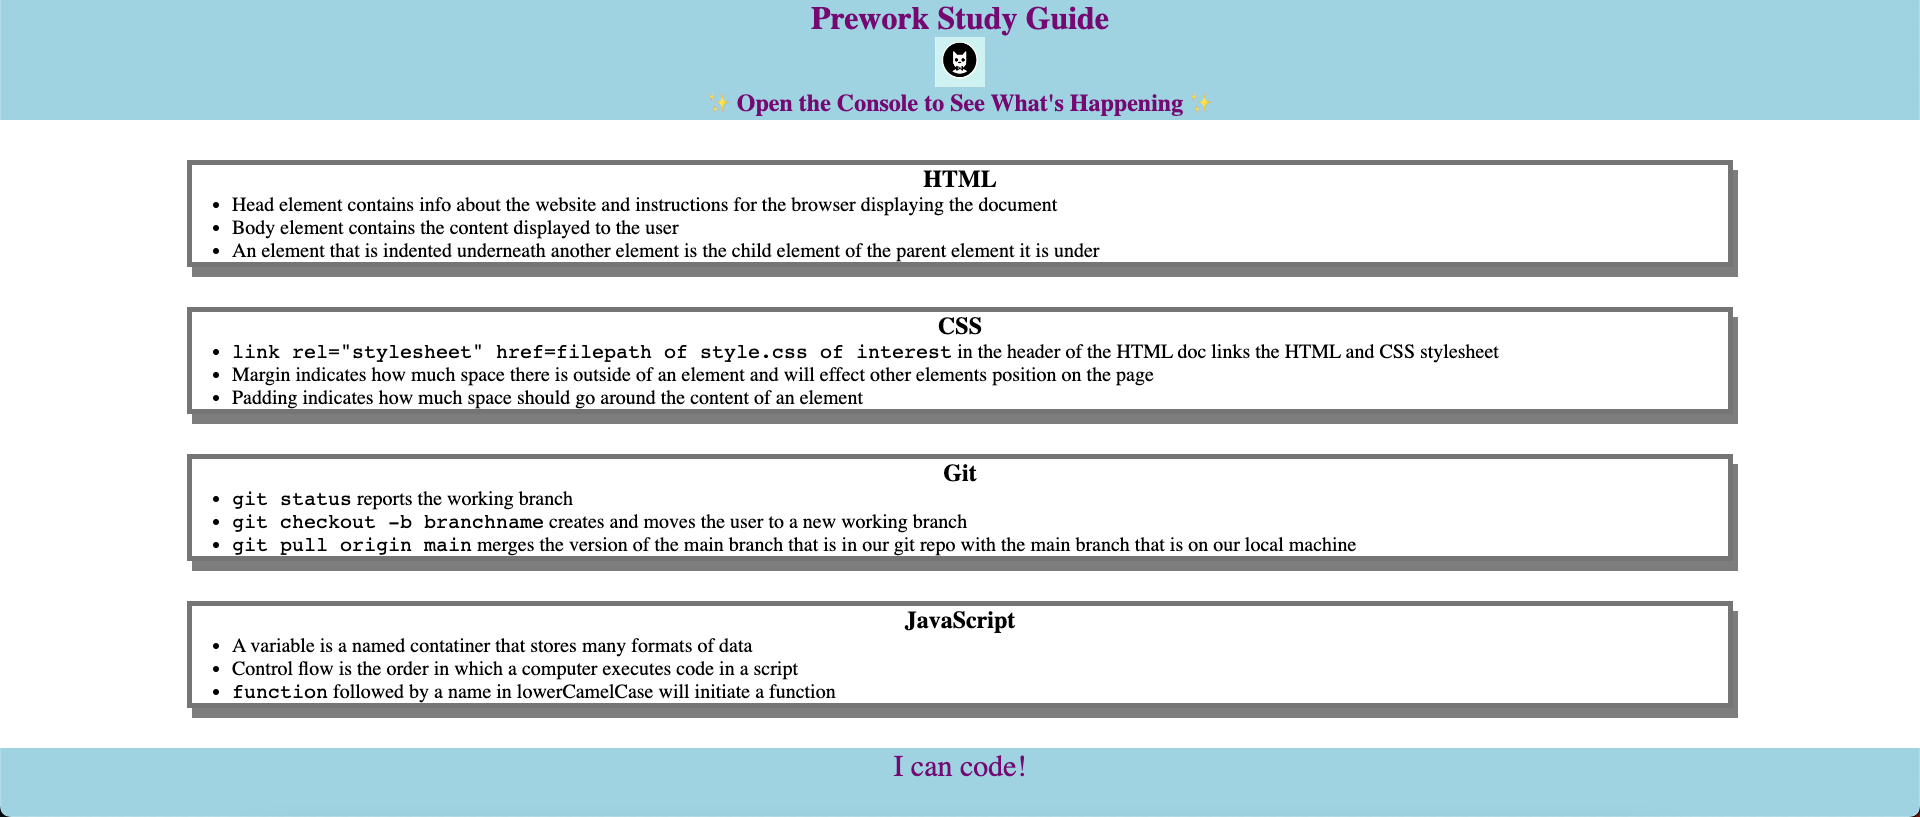 Prework Study Guide
✨ Open the Console to See What's Happening ✨
HTML
• Head element contains info about the website and instructions for the browser displaying the document
• Body element contains the content displayed to the user
• An element that is indented underneath another element is the child element of the parent element it is under
CSS
• link rel="stylesheet" href=filepath of style.css of interest in the header of the HTML doc links the HTML and CSS stylesheet
• Margin indicates how much space there is outside of an element and will effect other elements position on the page
• Padding indicates how much space should go around the content of an element
Git
• git status reports the working branch
• git checkout -b branchname creates and moves the user to a new working branch
• git pull origin main merges the version of the main branch that is in our git repo with the main branch that is on our local machine
JavaScript
• A variable is a named contatiner that stores many formats of data
• Control flow is the order in which a computer executes code in a script
• function followed by a name in lowerCamelCase will initiate a function
I can code!